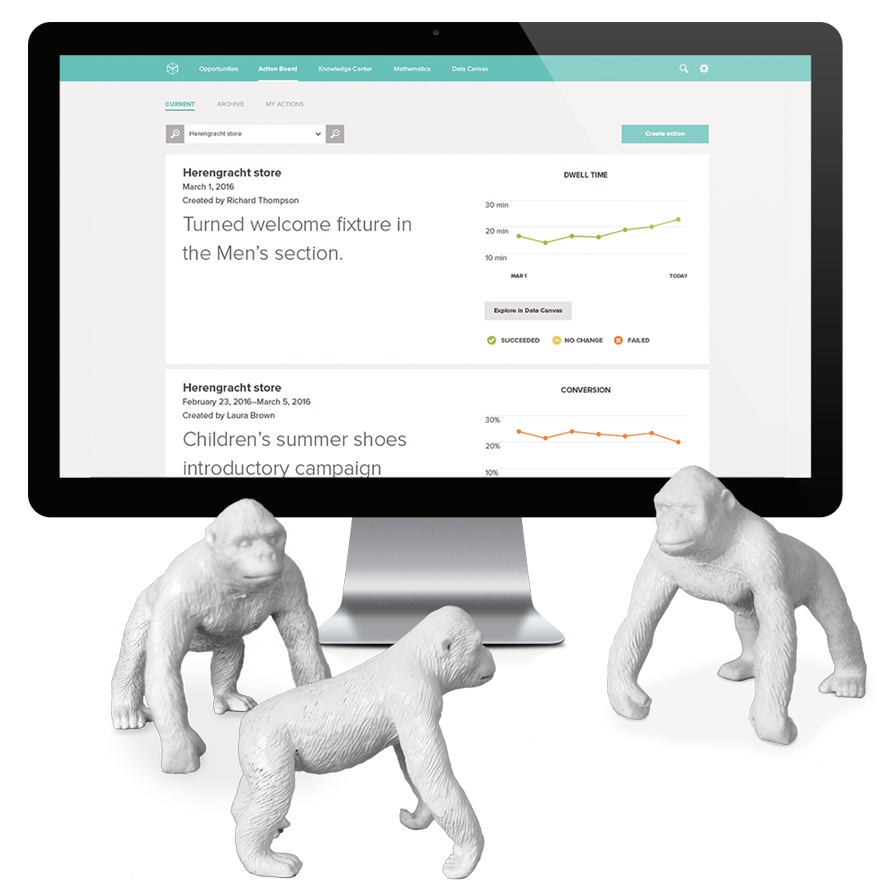 Opportunities Action Board Knowledge Center Mathematics Data Canvas
CURRENT ARCHIVE MY ACTIONS
Herengracht store
Create action
Herengracht store
March 1, 2016
Created by Richard Thompson
Turned welcome fixture in
the Men's section.
DWELL TIME
30 min
20 min
10 min
MAR 1 TODAY
Explore in Data Canvas
SUCCEEDED NO CHANGE FAILED
Herengracht store
February 23, 2016–March 5, 2016
Created by Laura Brown
Children's summer shoes
introductory campaign
CONVERSION
30%
20%
10%